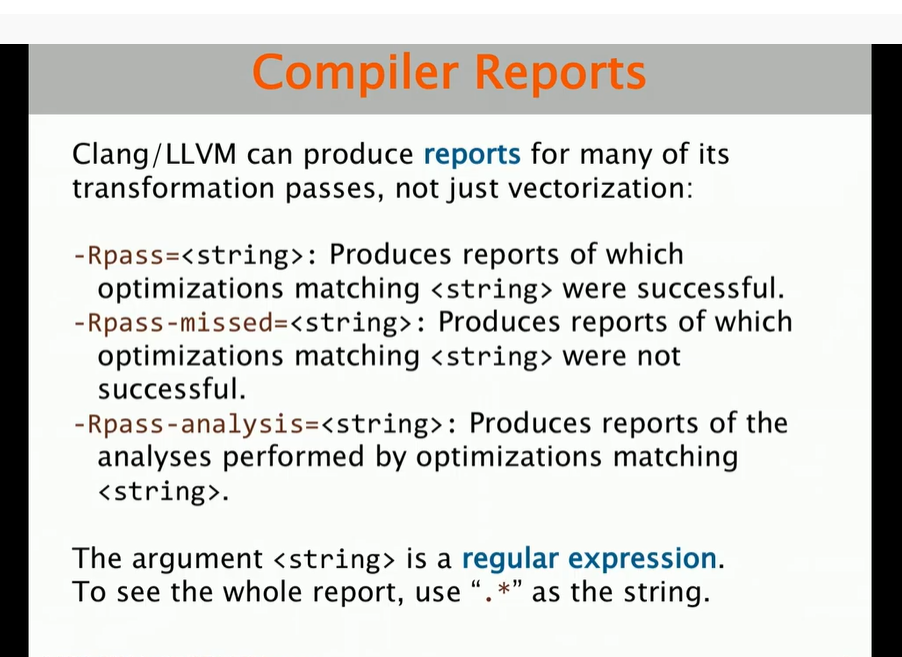 Compiler Reports
Clang/LLVM can produce reports for many of its
transformation passes, not just vectorization:
-Rpass=<string>: Produces reports of which
optimizations matching <string> were successful.
-Rpass-missed=<string>: Produces reports of which
optimizations matching <string> were not
successful.
-Rpass-analysis=<string>: Produces reports of the
analyses performed by optimizations matching
<string>.
The argument <string> is a regular expression.
To see the whole report, use “.*” as the string.